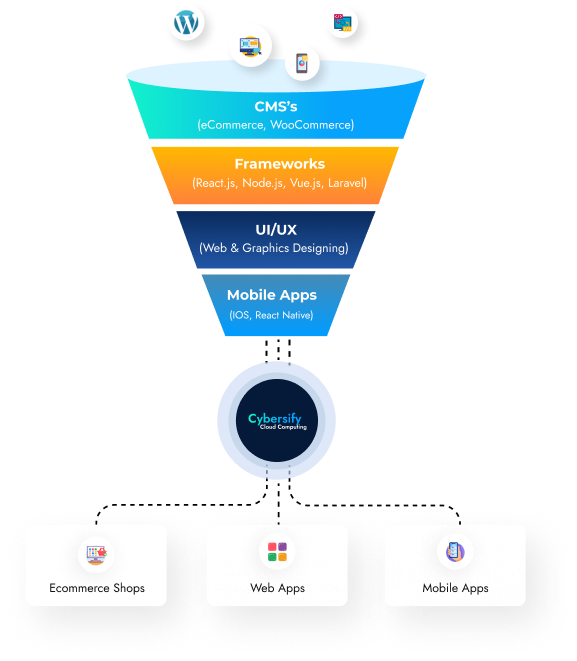 CMS’s
(eCommerce, WooCommerce)
Frameworks
(React.js, Node.js, Vue.js, Laravel)
UI/UX
(Web & Graphics Designing)
Mobile Apps
(IOS, React Native)
Cybersify
Cloud Computing
Ecommerce Shops
Web Apps
Mobile Apps